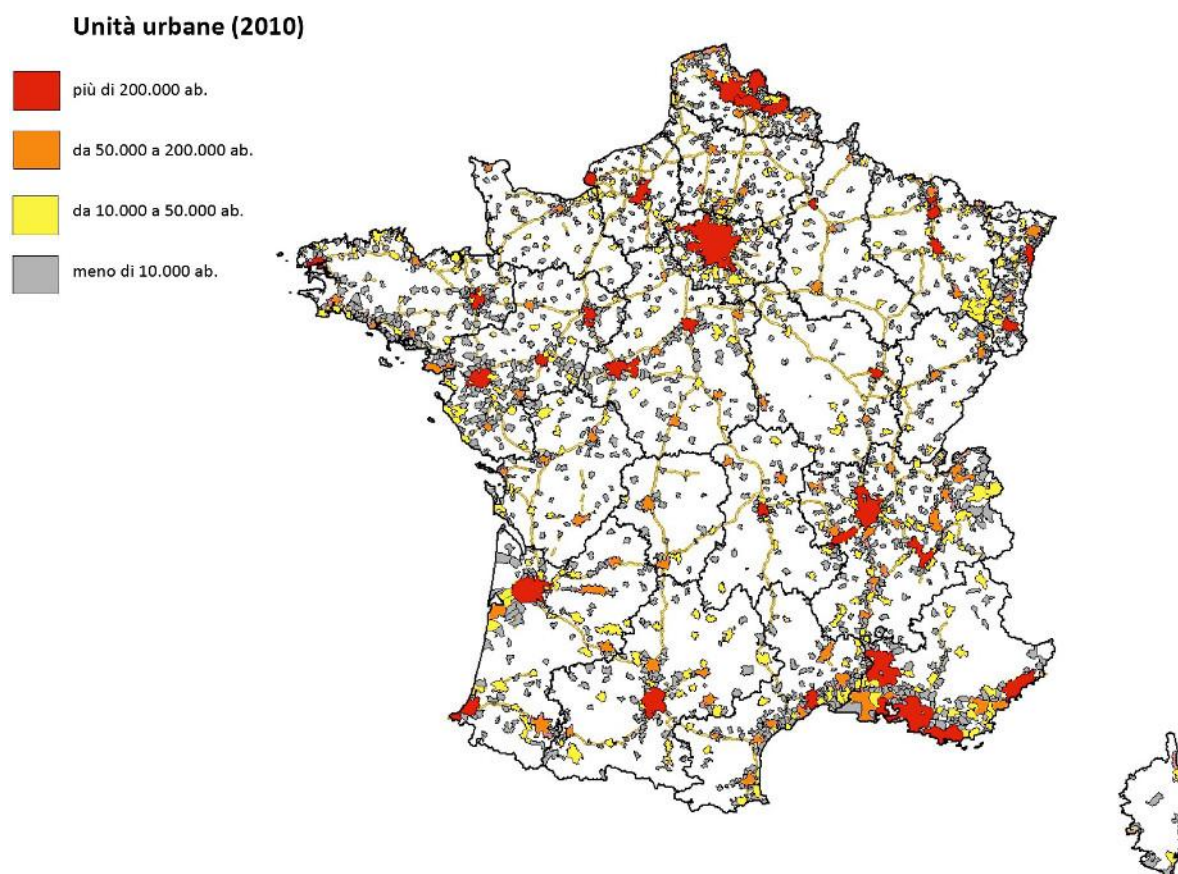 Unità urbane (2010)
più di 200.000 ab.
da 50.000 a 200.000 ab.
da 10.000 a 50.000 ab.
meno di 10.000 ab.